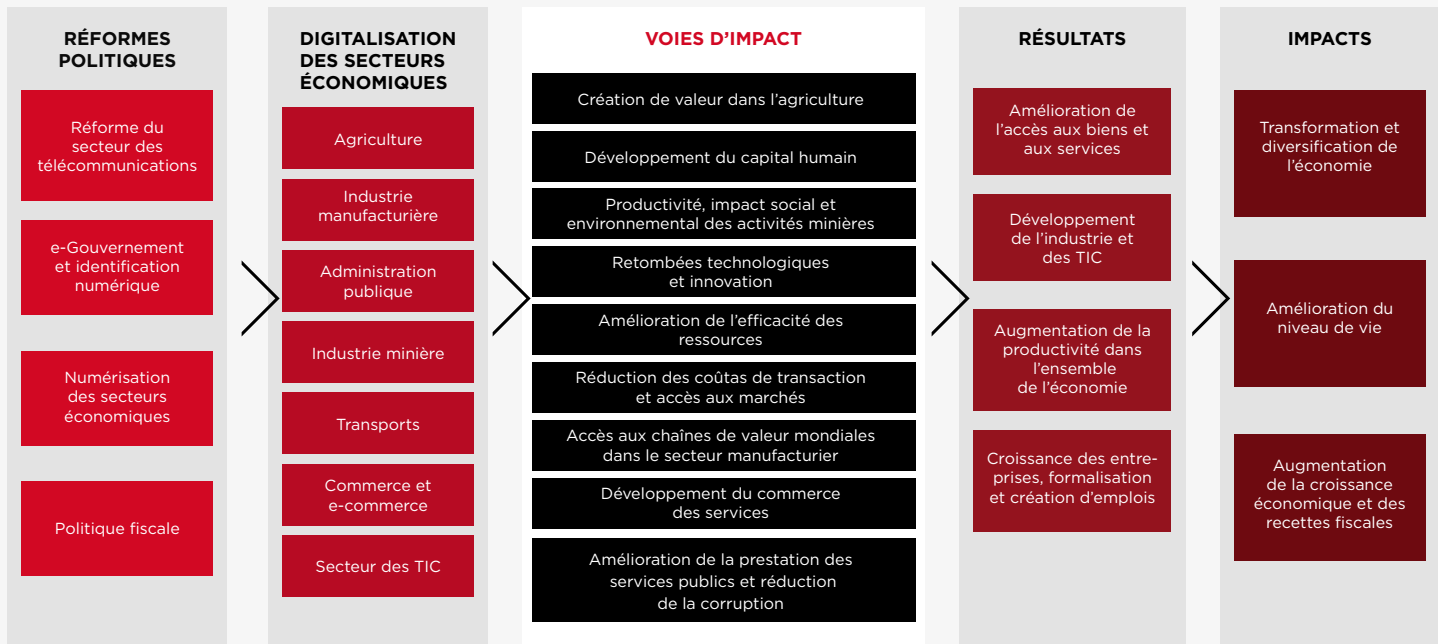 RÉFORMES
POLITIQUES
Réforme du
secteur des
télécommunications
e-Gouvernement
et identification
numérique
Numérisation
des secteurs
économiques
Politique fiscale
DIGITALISATION
DES SECTEURS
ÉCONOMIQUES
Agriculture
Industrie
manufacturière
Administration
publique
Industrie minière
Transports
Commerce et
e-commerce
Secteur des TIC
VOIES D'IMPACT
Création de valeur dans l'agriculture
Développement du capital humain
Productivité, impact social et
environnemental des activités minières
Retombées technologiques
et innovation
Amélioration de l'efficacité des
ressources
Réduction des coûtas de transaction
et accès aux marchés
Accès aux chaînes de valeur mondiales
dans le secteur manufacturier
Développement du commerce
des services
Amélioration de la prestation des
services publics et réduction
de la corruption
RÉSULTATS
Amélioration de
l'accès aux biens et
aux services
Développement
de l'industrie et
des TIC
Augmentation de la
productivité dans
l'ensemble
de l'économie
Croissance des entre-
prises, formalisation
et création d'emplois
IMPACTS
Transformation et
diversification de
l'économie
Amélioration du
niveau de vie
Augmentation
de la croissance
économique et des
recettes fiscales